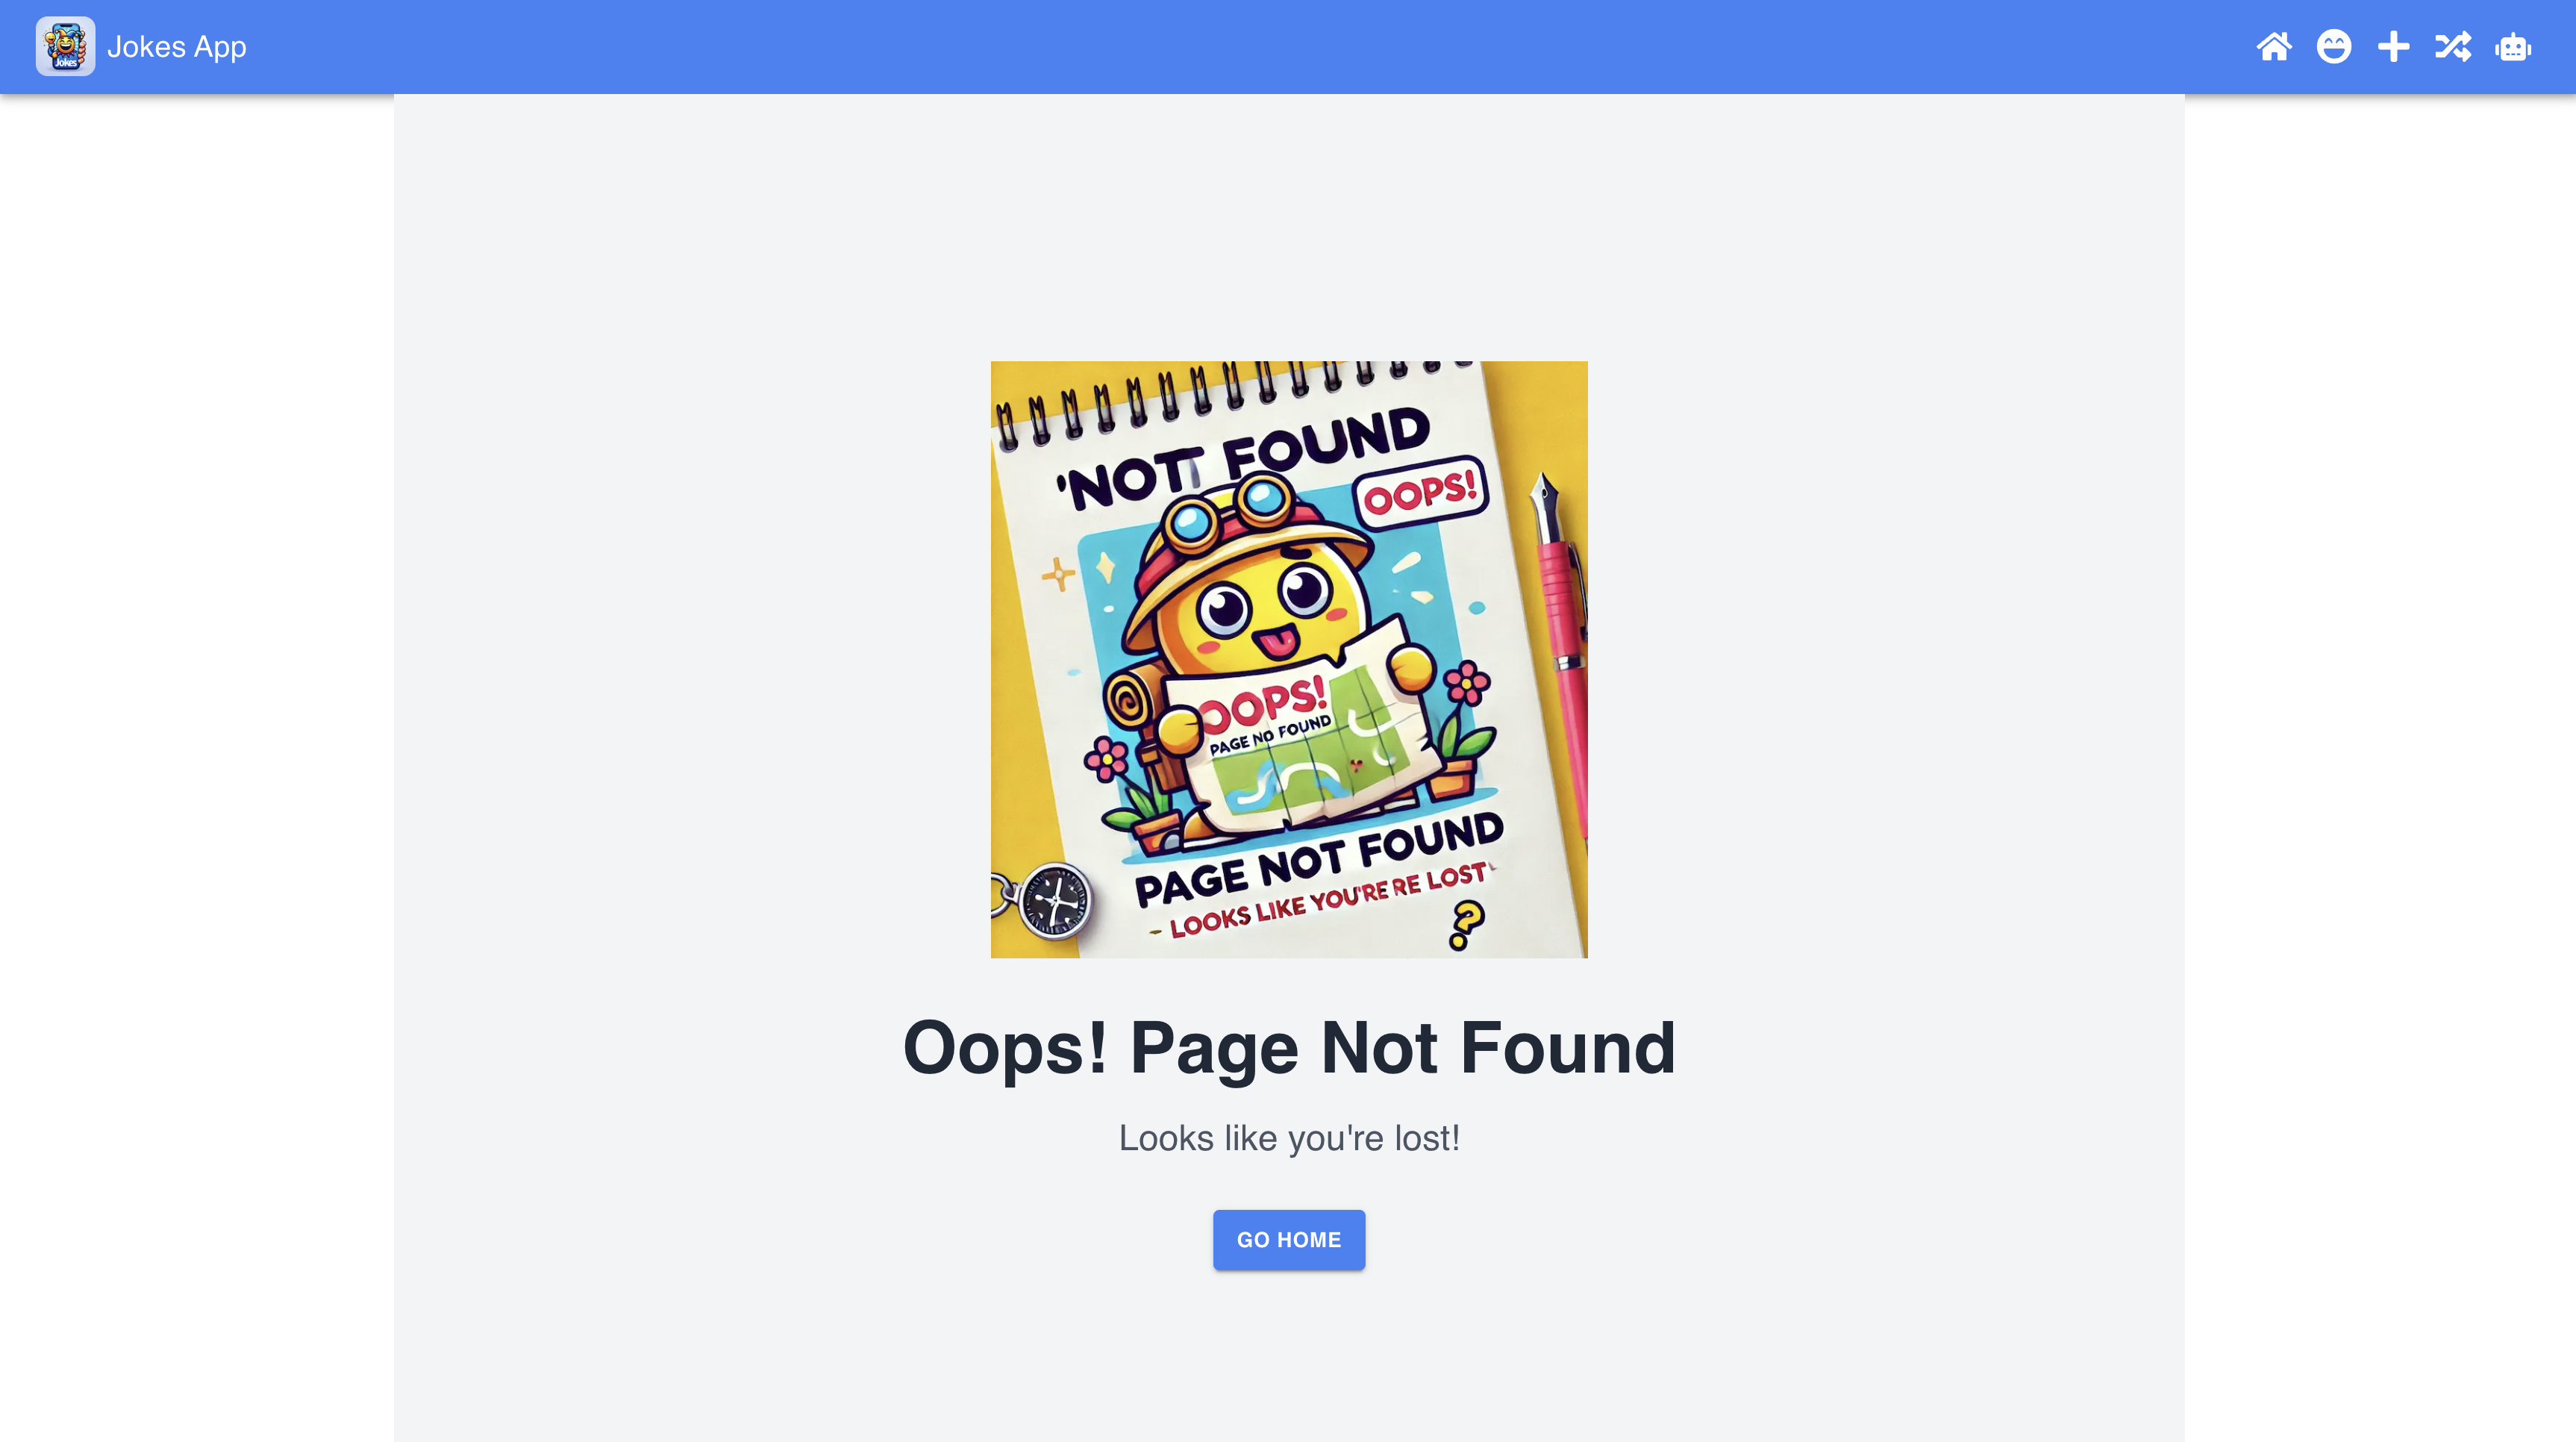 Jokes
Jokes App
'NOT FOUND
OOPS!
OOPS!
PAGE NO FOUND
PAGE NOT FOUND
- LOOKS LIKE YOU'RE RE LOST
?
Oops! Page Not Found
Looks like you're lost!
GO HOME